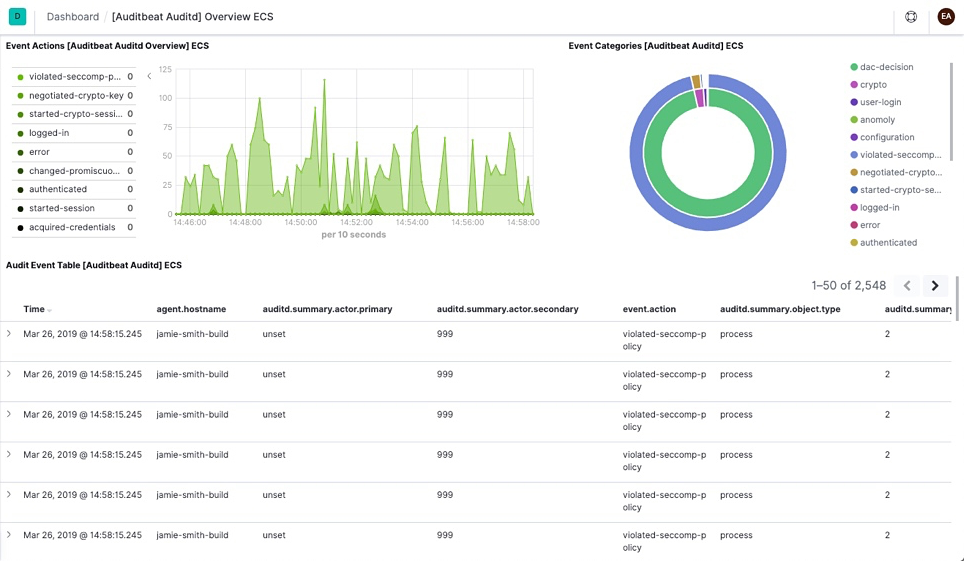 D Dashboard / [Auditbeat Auditd] Overview ECS EA
Event Actions [Auditbeat Auditd Overview] ECS
violated-seccomp-p... 0
negotiated-crypto-key 0
started-crypto-sessi... 0
logged-in 0
error 0
changed-promiscuo... 0
authenticated 0
started-session 0
acquired-credentials 0
125
100
75
50
25
0
14:46:00 14:48:00 14:50:00 14:52:00 14:54:00 14:56:00 14:58:00
per 10 seconds
Event Categories [Auditbeat Auditd] ECS
dac-decision
crypto
user-login
anomoly
configuration
violated-seccomp...
negotiated-crypto...
started-crypto-se...
logged-in
error
authenticated
Audit Event Table [Auditbeat Auditd] ECS
1–50 of 2,548
Time agent.hostname auditd.summary.actor.primary auditd.summary.actor.secondary event.action auditd.summary.object.type auditd.summary
Mar 26, 2019 @ 14:58:15.245 jamie-smith-build unset 999 violated-seccomp-p process 2
olicy
Mar 26, 2019 @ 14:58:15.245 jamie-smith-build unset 999 violated-seccomp-p process 2
olicy
Mar 26, 2019 @ 14:58:15.245 jamie-smith-build unset 999 violated-seccomp-p process 2
olicy
Mar 26, 2019 @ 14:58:15.245 jamie-smith-build unset 999 violated-seccomp-p process 2
olicy
Mar 26, 2019 @ 14:58:15.245 jamie-smith-build unset 999 violated-seccomp-p process 2
olicy
Mar 26, 2019 @ 14:58:15.245 jamie-smith-build unset 999 violated-seccomp-p process 2
olicy